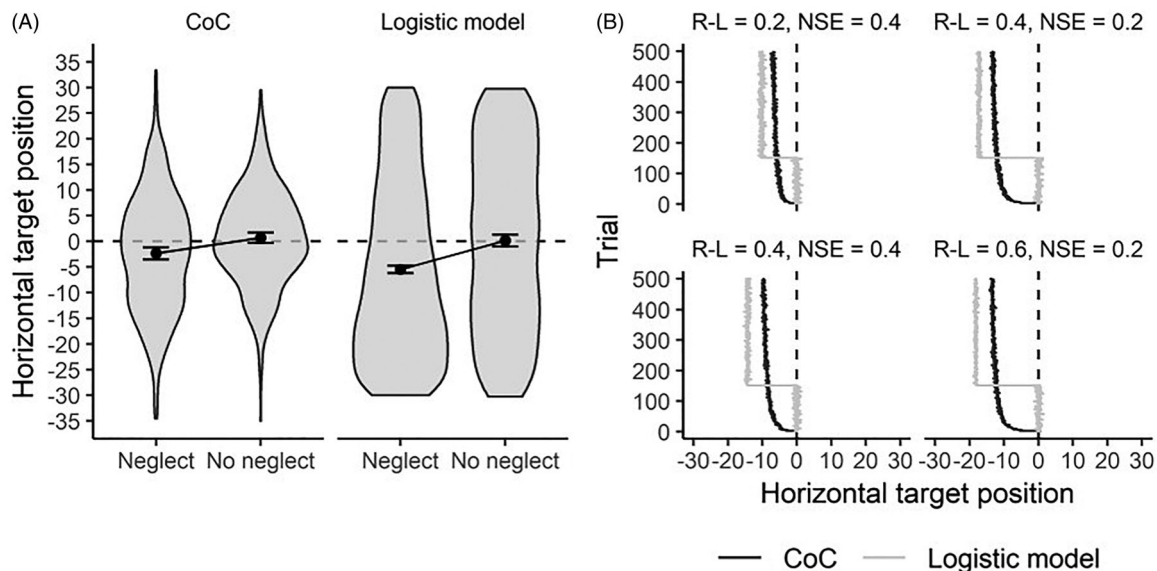 (A)
CoC
Logistic model
Horizontal target position
35
30
25
20
15
10
5
0
-5
-10
-15
-20
-25
-30
-35
Neglect
No neglect
Neglect
No neglect
(B)
R-L = 0.2, NSE = 0.4
R-L = 0.4, NSE = 0.2
Trial
500
400
300
200
100
0
R-L = 0.4, NSE = 0.4
R-L = 0.6, NSE = 0.2
500
400
300
200
100
0
-30 -20 -10 0 10 20 30
-30 -20 -10 0 10 20 30
Horizontal target position
CoC
Logistic model